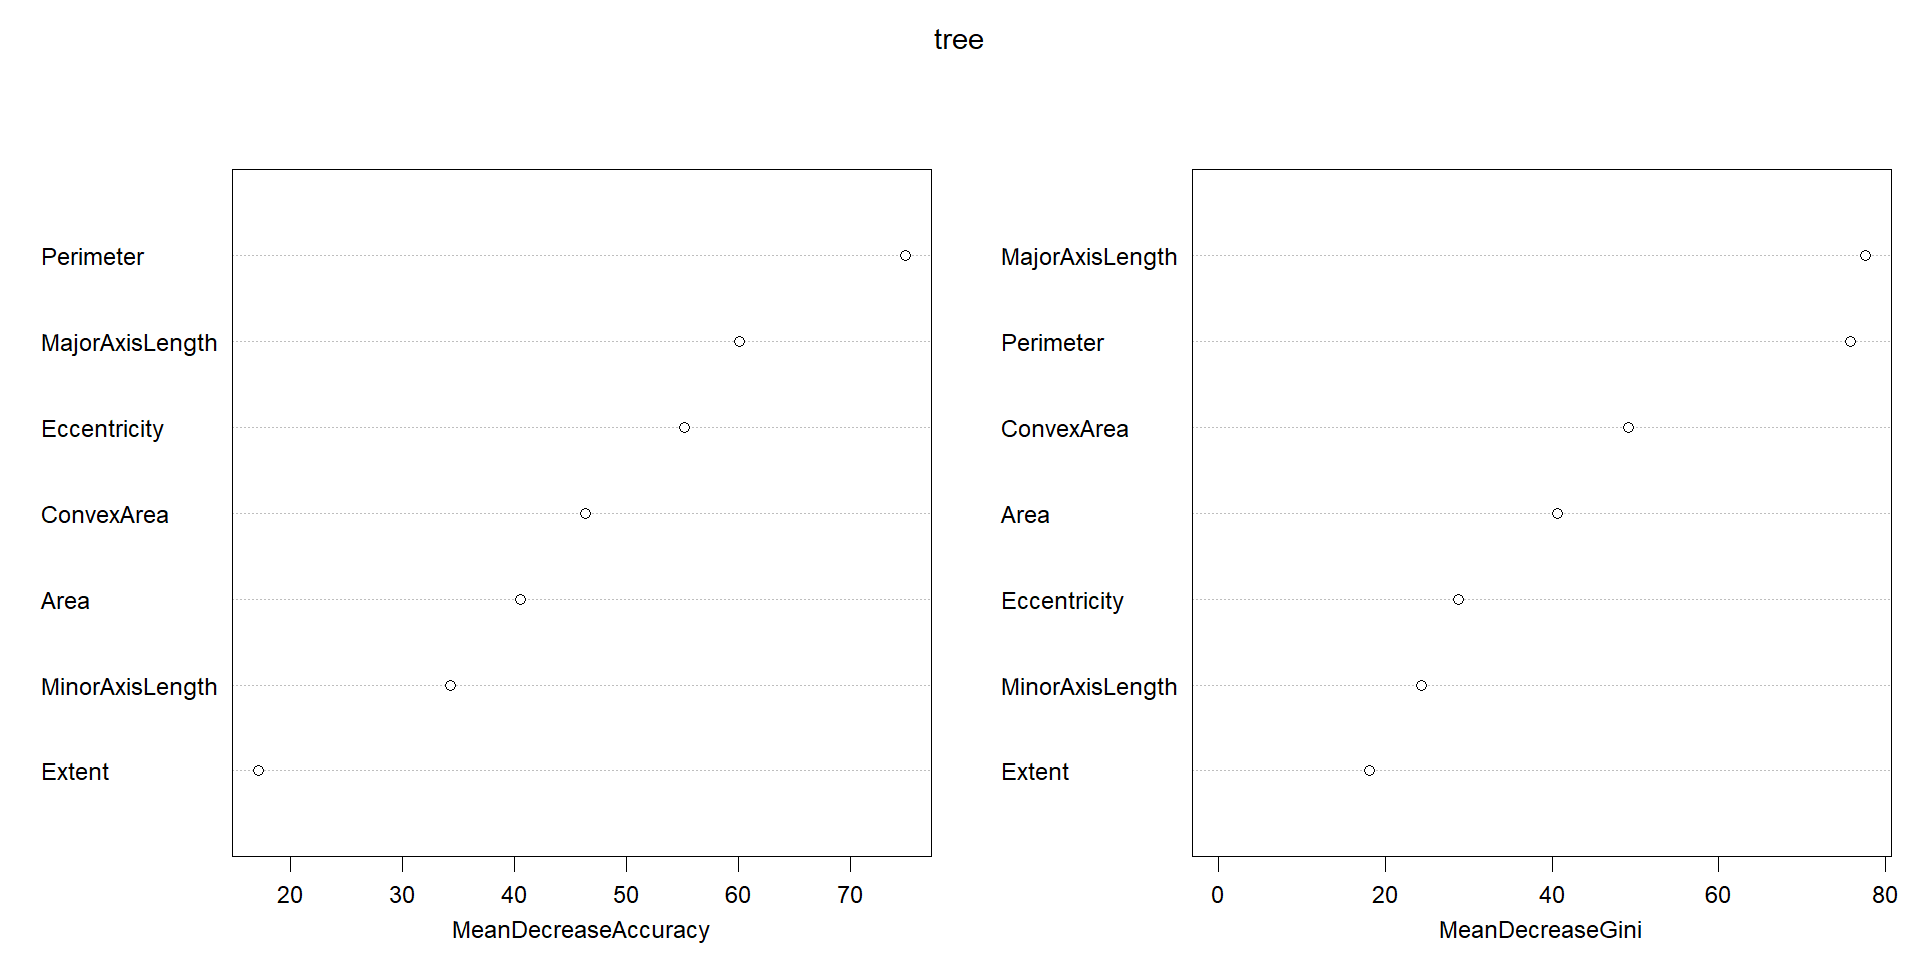 tree
Perimeter
MajorAxisLength
Eccentricity
ConvexArea
Area
MinorAxisLength
Extent
20 30 40 50 60 70
MeanDecreaseAccuracy
MajorAxisLength
Perimeter
ConvexArea
Area
Eccentricity
MinorAxisLength
Extent
0 20 40 60 80
MeanDecreaseGini